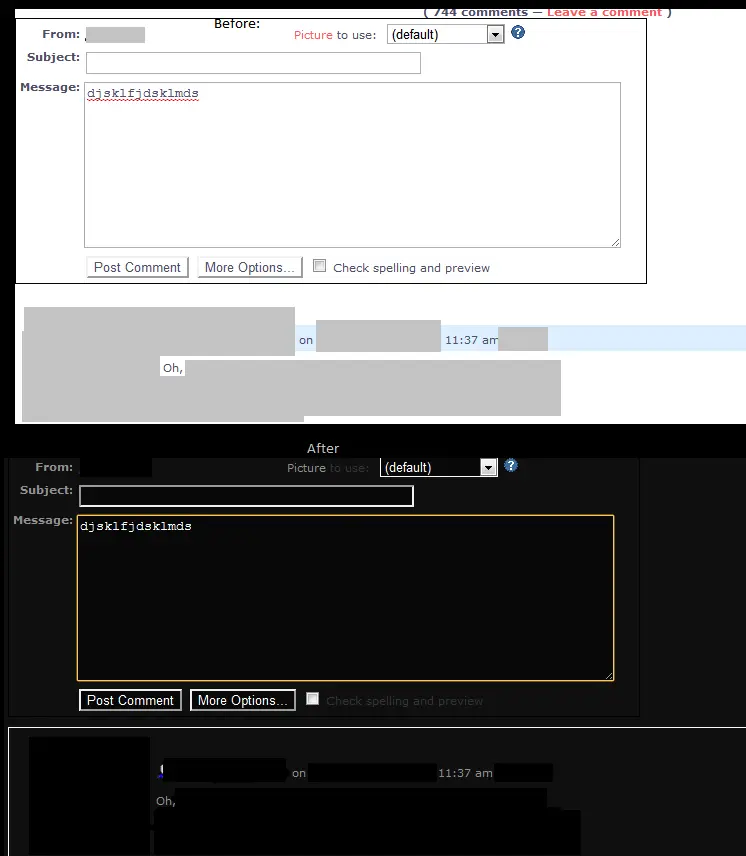 ( 744 comments — Leave a comment )
Before:
From: Picture to use: (default) ?
Subject:
Message: djsklfjdsklmds
Post Comment More Options... Check spelling and preview
on 11:37 am
Oh,
After
From: Picture to use: (default) ?
Subject:
Message: djsklfjdsklmds
Post Comment More Options... Check spelling and preview
on 11:37 am
Oh,